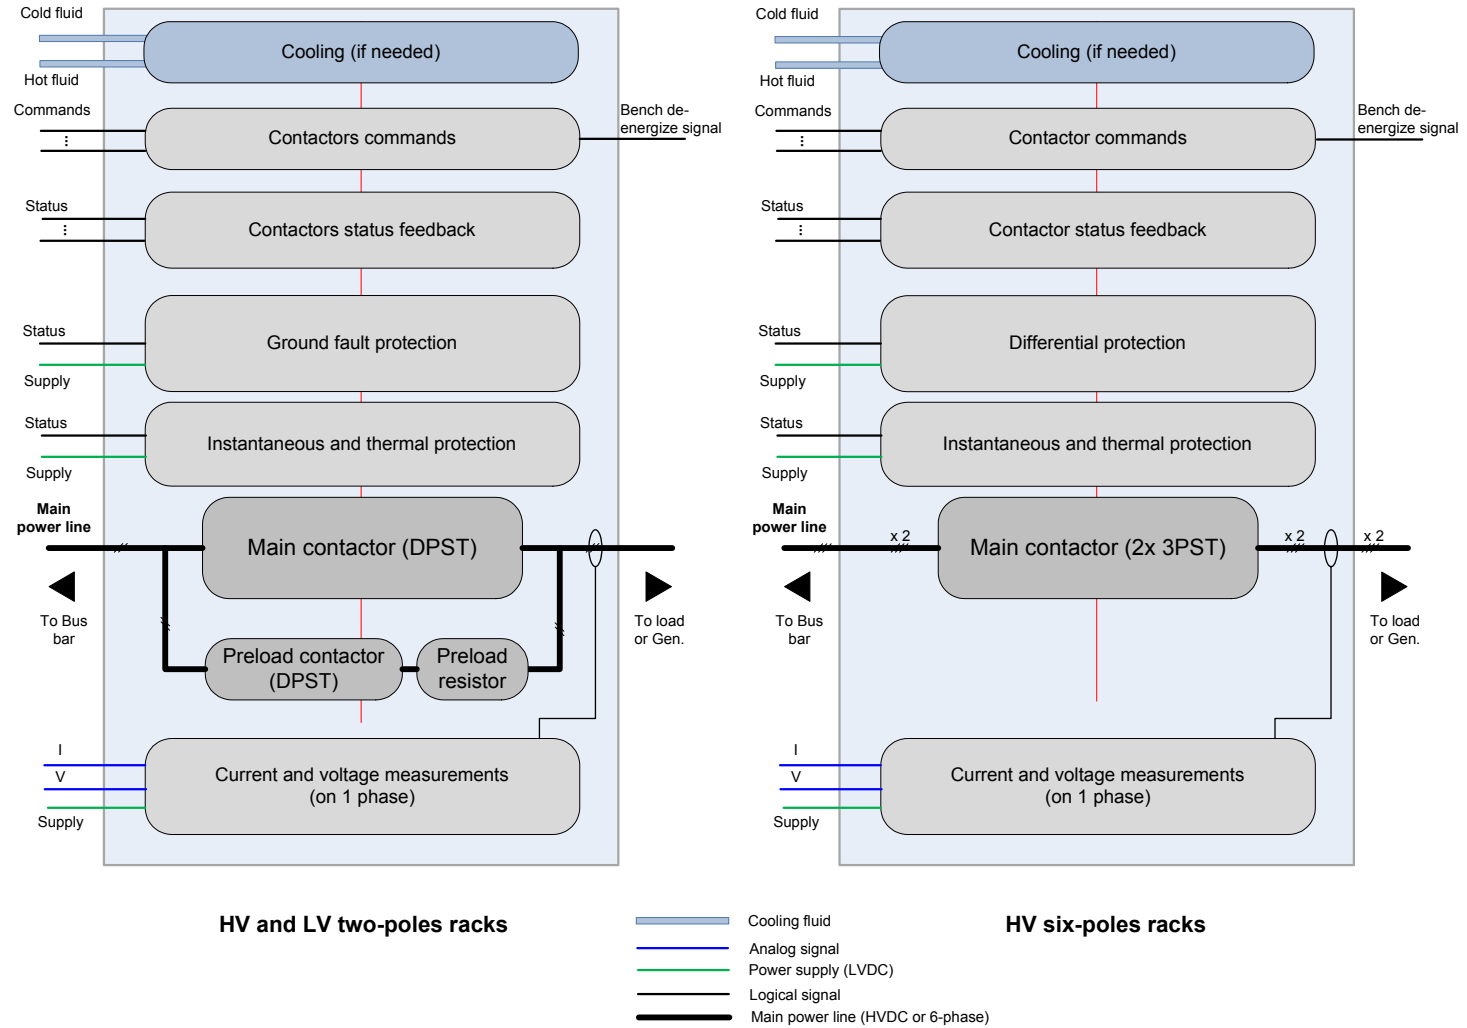 Cold fluid
Cooling (if needed)
Hot fluid
Commands
Contactors commands
Bench de-
energize signal
Status
Contactors status feedback
Status
Ground fault protection
Supply
Status
Instantaneous and thermal protection
Supply
Main
power line
Main contactor (DPST)
To Bus
bar
To load
or Gen.
Preload contactor
(DPST)
Preload
resistor
I
V
Current and voltage measurements
(on 1 phase)
Supply
HV and LV two-poles racks
Cold fluid
Cooling (if needed)
Hot fluid
Commands
Contactor commands
Bench de-
energize signal
Status
Contactor status feedback
Status
Differential protection
Supply
Status
Instantaneous and thermal protection
Supply
Main
power line
x 2
Main contactor (2x 3PST)
x 2
x 2
To Bus
bar
To load
or Gen.
I
V
Current and voltage measurements
(on 1 phase)
Supply
HV six-poles racks
Cooling fluid
Analog signal
Power supply (LVDC)
Logical signal
Main power line (HVDC or 6-phase)